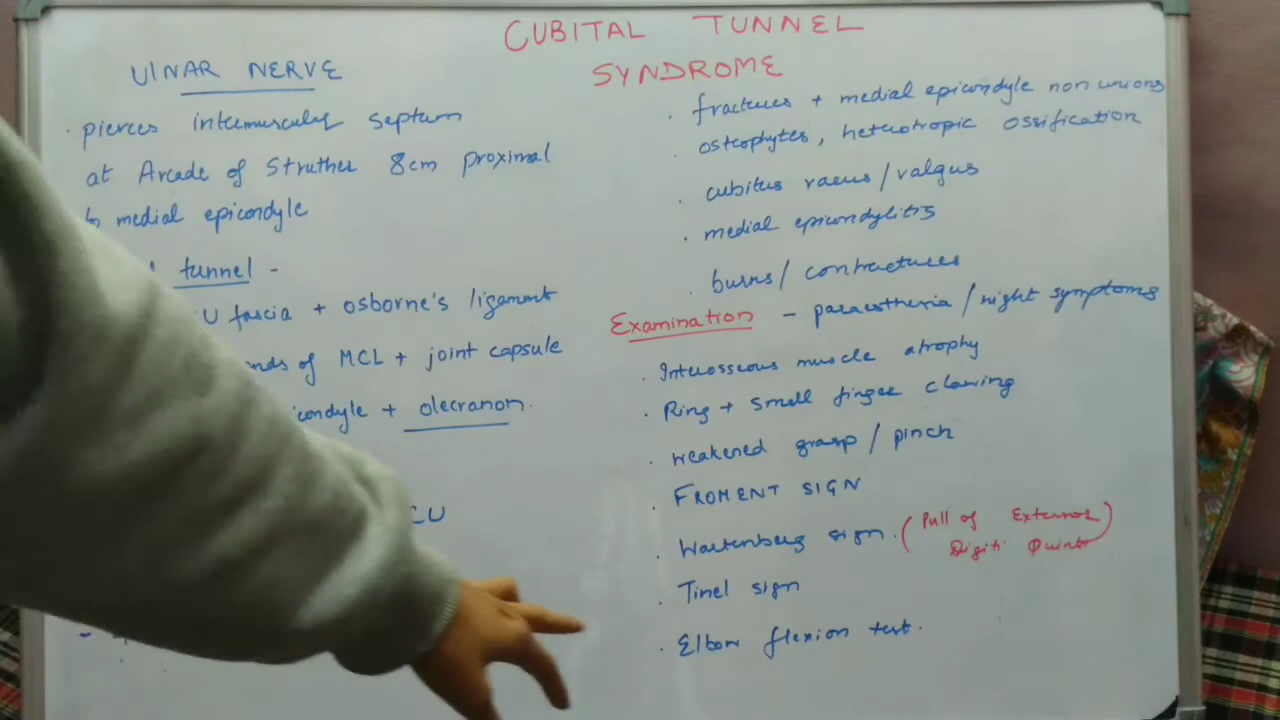 CUBITAL TUNNEL
SYNDROME
ULNAR NERVE
. pierces intermuscular septum
at Arcade of Struther 8cm proximal
medial epicondyle
tunnel -
U fascia + osborne's ligament
of MCL + joint capsule
+ olecranon.
CU
. fractures + medial epicondyle non unions
. osteophytes, heterotropic ossification
. cubitus varus/valgus
. medial epicondylitis
. burns/ contractures
Examination - paraesthesia/night symptoms
. Interosseous muscle atrophy
. Ring + small finger clawing
. weakened grasp / pinch
. FROMENT SIGN
. Wartenberg sign. (Pull of Extensor
Digiti Quinti)
. Tinel sign
. Elbow flexion test.